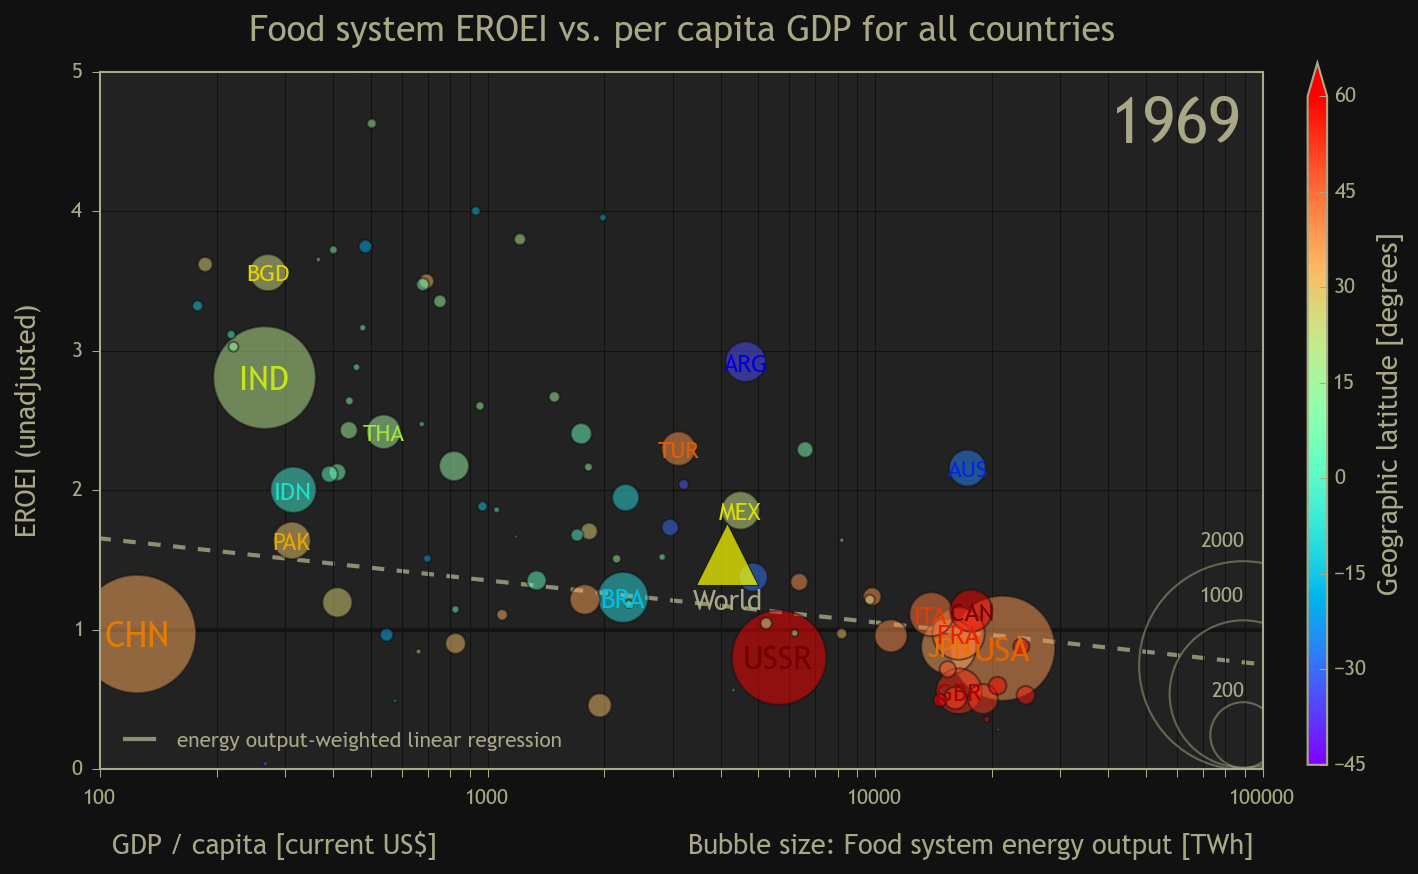 Food system EROEI vs. per capita GDP for all countries
1969
EROEI (unadjusted)
5
4
3
2
1
0
BGD
IND
THA
IDN
PAK
CHN
ARG
TUR
MEX
World
BRA
USSR
AUS
ITA
CAN
FRA
JPN
USA
GBR
2000
1000
200
energy output-weighted linear regression
100
1000
10000
100000
GDP / capita [current US$]
Bubble size: Food system energy output [TWh]
60
45
30
15
0
−15
−30
−45
Geographic latitude [degrees]